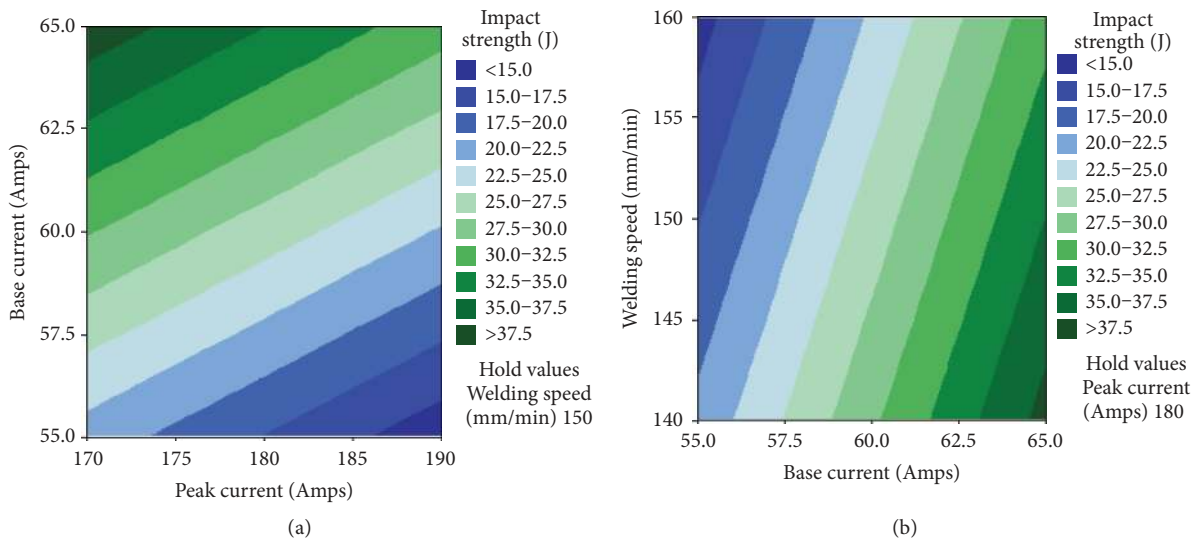 65.0
62.5
60.0
57.5
55.0
Base current (Amps)
170
175
180
185
190
Peak current (Amps)
Impact
strength (J)
<15.0
15.0−17.5
17.5−20.0
20.0−22.5
22.5−25.0
25.0−27.5
27.5−30.0
30.0−32.5
32.5−35.0
35.0−37.5
>37.5
Hold values
Welding speed
(mm/min) 150
(a)
160
155
150
145
140
Welding speed (mm/min)
55.0
57.5
60.0
62.5
65.0
Base current (Amps)
Impact
strength (J)
<15.0
15.0−17.5
17.5−20.0
20.0−22.5
22.5−25.0
25.0−27.5
27.5−30.0
30.0−32.5
32.5−35.0
35.0−37.5
>37.5
Hold values
Peak current
(Amps) 180
(b)